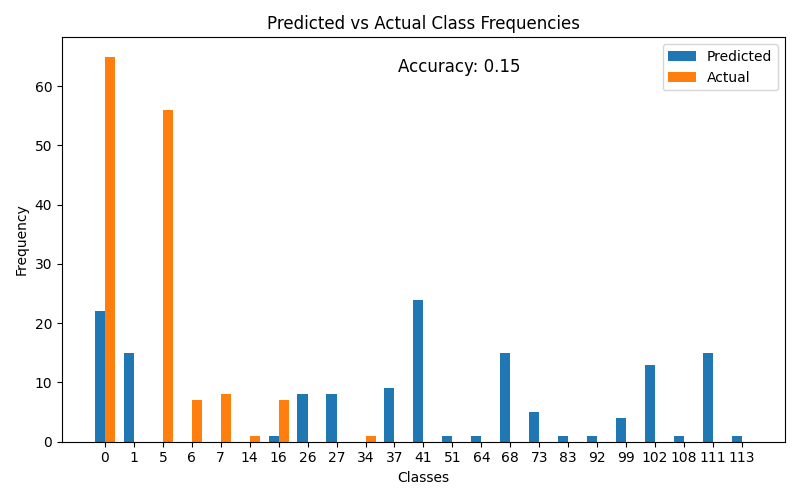 Predicted vs Actual Class Frequencies
Accuracy: 0.15
Predicted
Actual
Frequency
60
50
40
30
20
10
0
0 1 5 6 7 14 16 26 27 34 37 41 51 64 68 73 83 92 99 102 108 111 113
Classes